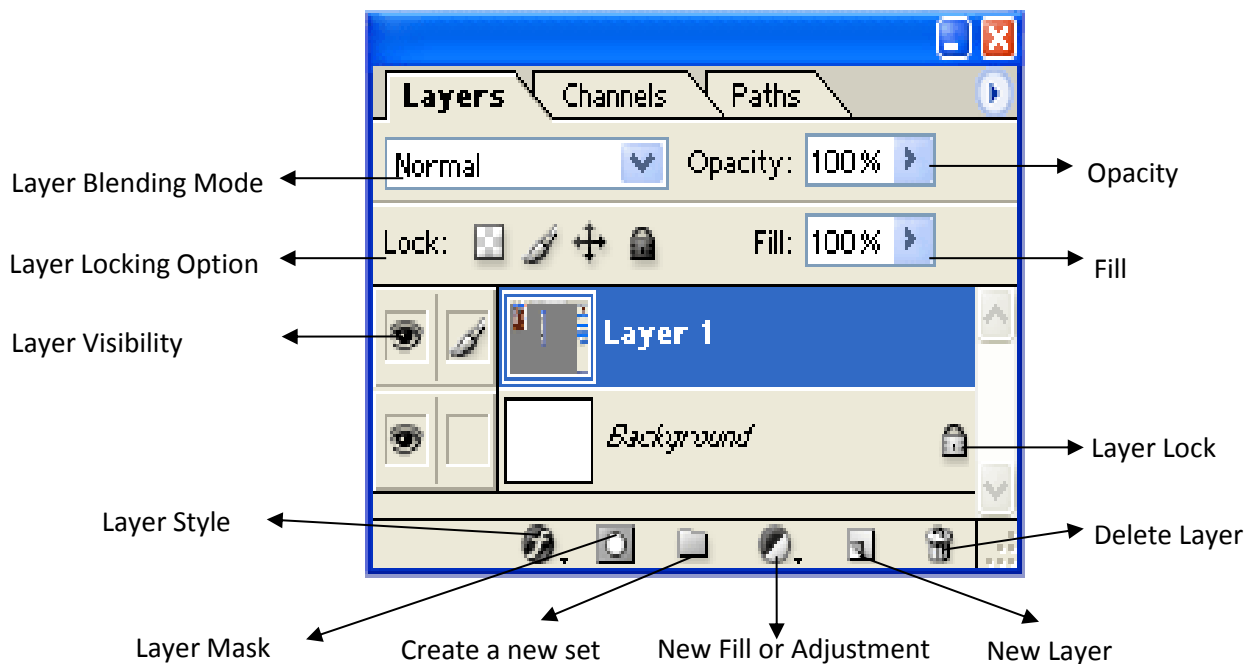 Layers Channels Paths
Normal Opacity: 100%
Layer Blending Mode
Opacity
Lock: Fill: 100%
Layer Locking Option
Fill
Layer Visibility
Layer 1
Background
Layer Lock
Layer Style
Delete Layer
Layer Mask
Create a new set
New Fill or Adjustment
New Layer